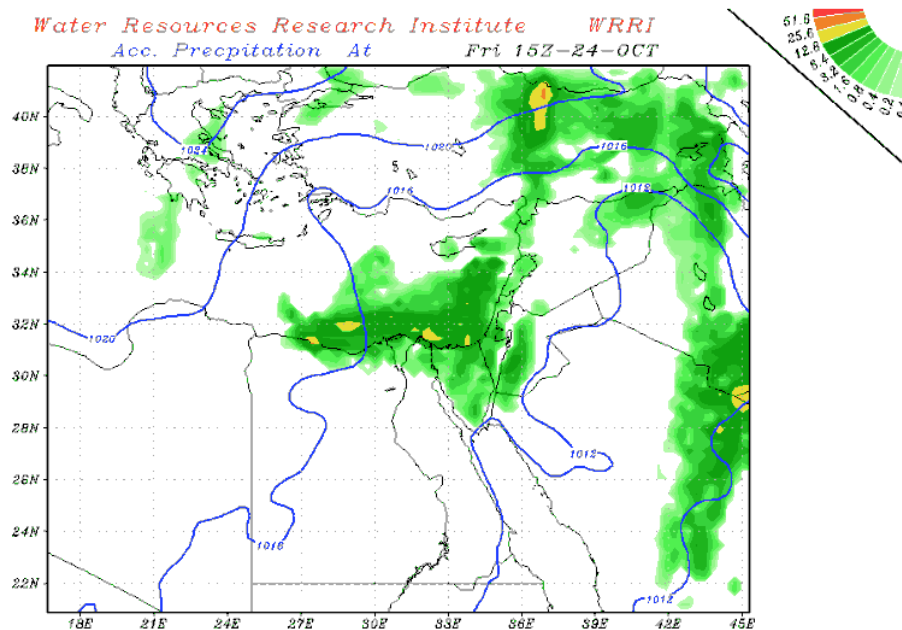 Water Resources Research Institute WRRI
Acc. Precpitation At Fri 15Z-24-OCT
51.6
25.6
12.8
40N
38N
36N
34N
32N
30N
28N
26N
24N
22N
1024
1020
1016
1016
1012
1020
1012
1016
1012
18E 21E 24E 27E 30E 33E 36E 39E 42E 45E